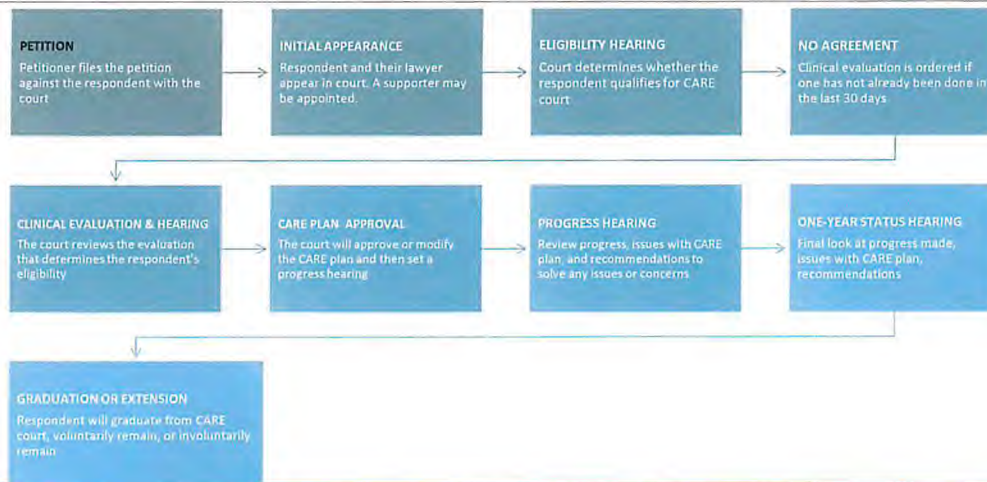 PETITION
Petitioner files the petition
against the respondent with the
court
INITIAL APPEARANCE
Respondent and their lawyer
appear in court. A supporter may
be appointed.
ELIGIBILITY HEARING
Court determines whether the
respondent qualifies for CARE
court
NO AGREEMENT
Clinical evaluation is ordered if
one has not already been done in
the last 30 days
CLINICAL EVALUATION & HEARING
The court reviews the evaluation
that determines the respondent's
eligibility
CARE PLAN APPROVAL
The court will approve or modify
the CARE plan and then set a
progress hearing
PROGRESS HEARING
Review progress, issues with CARE
plan, and recommendations to
solve any issues or concerns
ONE-YEAR STATUS HEARING
Final look at progress made,
issues with CARE plan,
recommendations
GRADUATION OR EXTENSION
Respondent will graduate from CARE
court, voluntarily remain, or involuntarily
remain